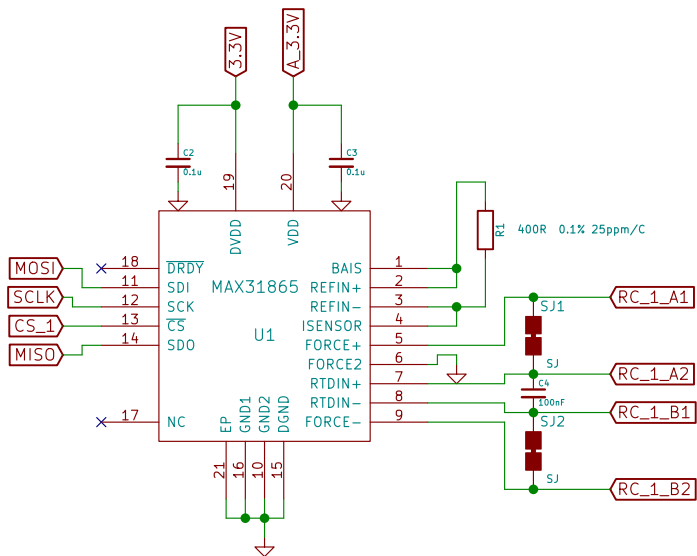 3.3V
A_3.3V
C2
0.1u
C3
0.1u
19
20
DVDD
VDD
R1
400R 0.1% 25ppm/C
MOSI
SCLK
CS_1
MISO
18
11
12
13
14
17
DRDY
SDI
SCK
CS
SDO
NC
MAX31865
U1
BAIS
REFIN+
REFIN-
ISENSOR
FORCE+
FORCE2
RTDIN+
RTDIN-
FORCE-
1
2
3
4
5
6
7
8
9
EP
GND1
GND2
DGND
21
16
10
15
SJ1
SJ
C4
100nF
SJ2
SJ
RC_1_A1
RC_1_A2
RC_1_B1
RC_1_B2